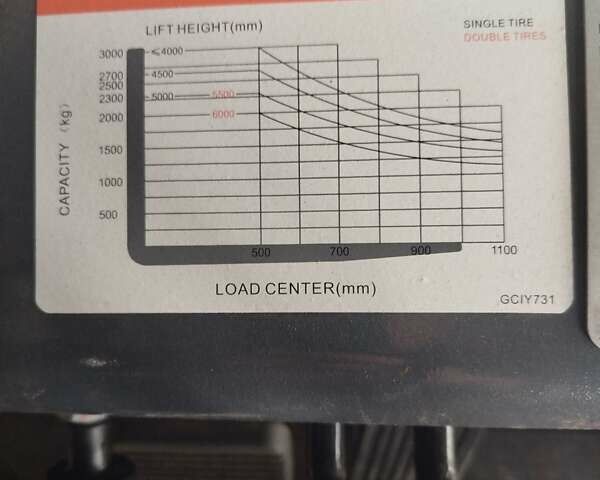 LIFT HEIGHT(mm)
SINGLE TIRE
DOUBLE TIRES
3000
≤4000
2700
4500
2500
2300
5000
5500
2000
6000
1500
1000
500
CAPACITY (kg)
500
700
900
1100
LOAD CENTER(mm)
GCIY731